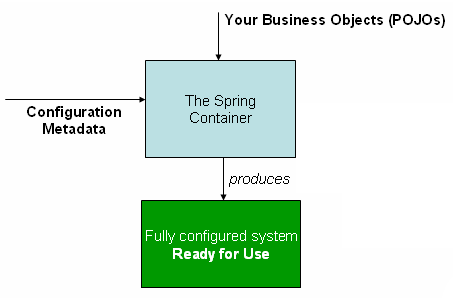 Your Business Objects (POJOs)
The Spring
Container
Configuration
Metadata
produces
Fully configured system
Ready for Use